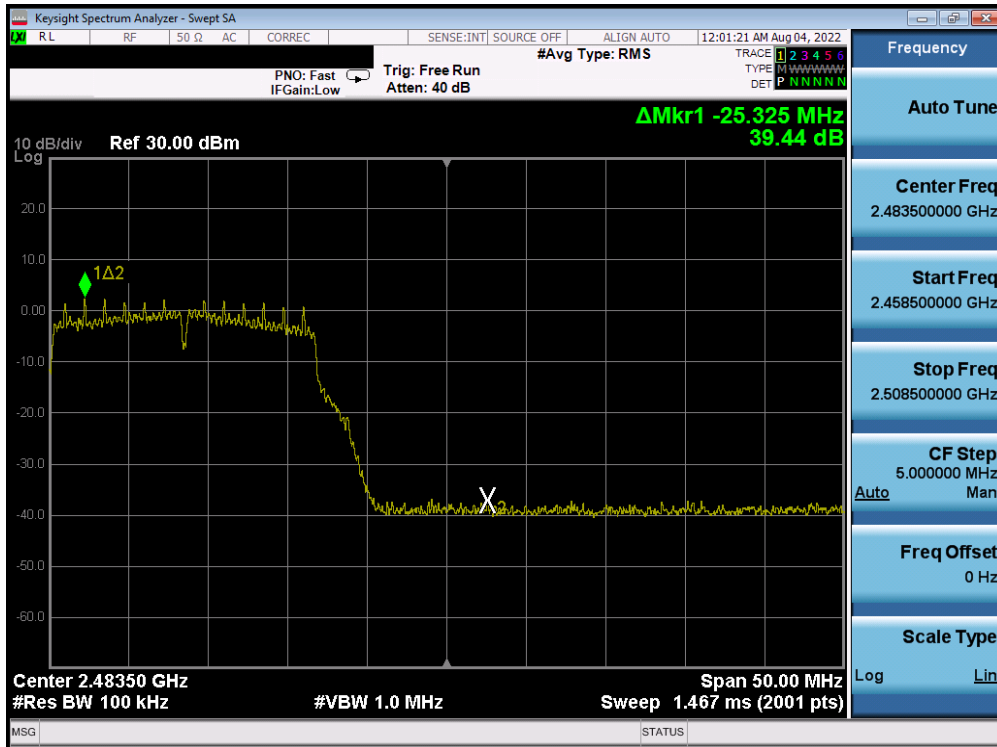 Keysight Spectrum Analyzer - Swept SA
LXI RL RF 50 Ω AC CORREC SENSE:INT SOURCE OFF ALIGN AUTO 12:01:21 AM Aug 04, 2022
#Avg Type: RMS
TRACE 1 2 3 4 5 6
TYPE M W W W W W
DET P N N N N N
PNO: Fast
IFGain:Low
Trig: Free Run
Atten: 40 dB
ΔMkr1 -25.325 MHz
39.44 dB
10 dB/div Ref 30.00 dBm
Log
20.0
10.0
1Δ2
0.00
-10.0
-20.0
-30.0
X
-40.0
-50.0
-60.0
Center 2.48350 GHz Span 50.00 MHz
#Res BW 100 kHz #VBW 1.0 MHz Sweep 1.467 ms (2001 pts)
MSG STATUS
Frequency
Auto Tune
Center Freq
2.483500000 GHz
Start Freq
2.458500000 GHz
Stop Freq
2.508500000 GHz
CF Step
5.000000 MHz
Auto Man
Freq Offset
0 Hz
Scale Type
Log Lin